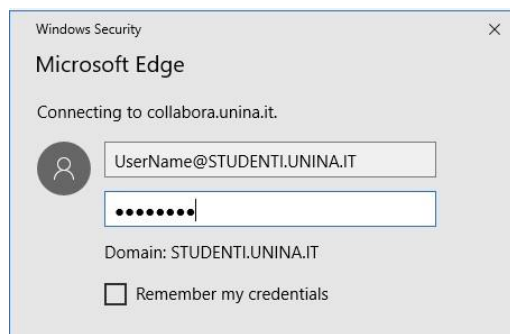 Windows Security
Microsoft Edge
Connecting to collabora.unina.it.
UserName@STUDENTI.UNINA.IT
●●●●●●●●
Domain: STUDENTI.UNINA.IT
Remember my credentials